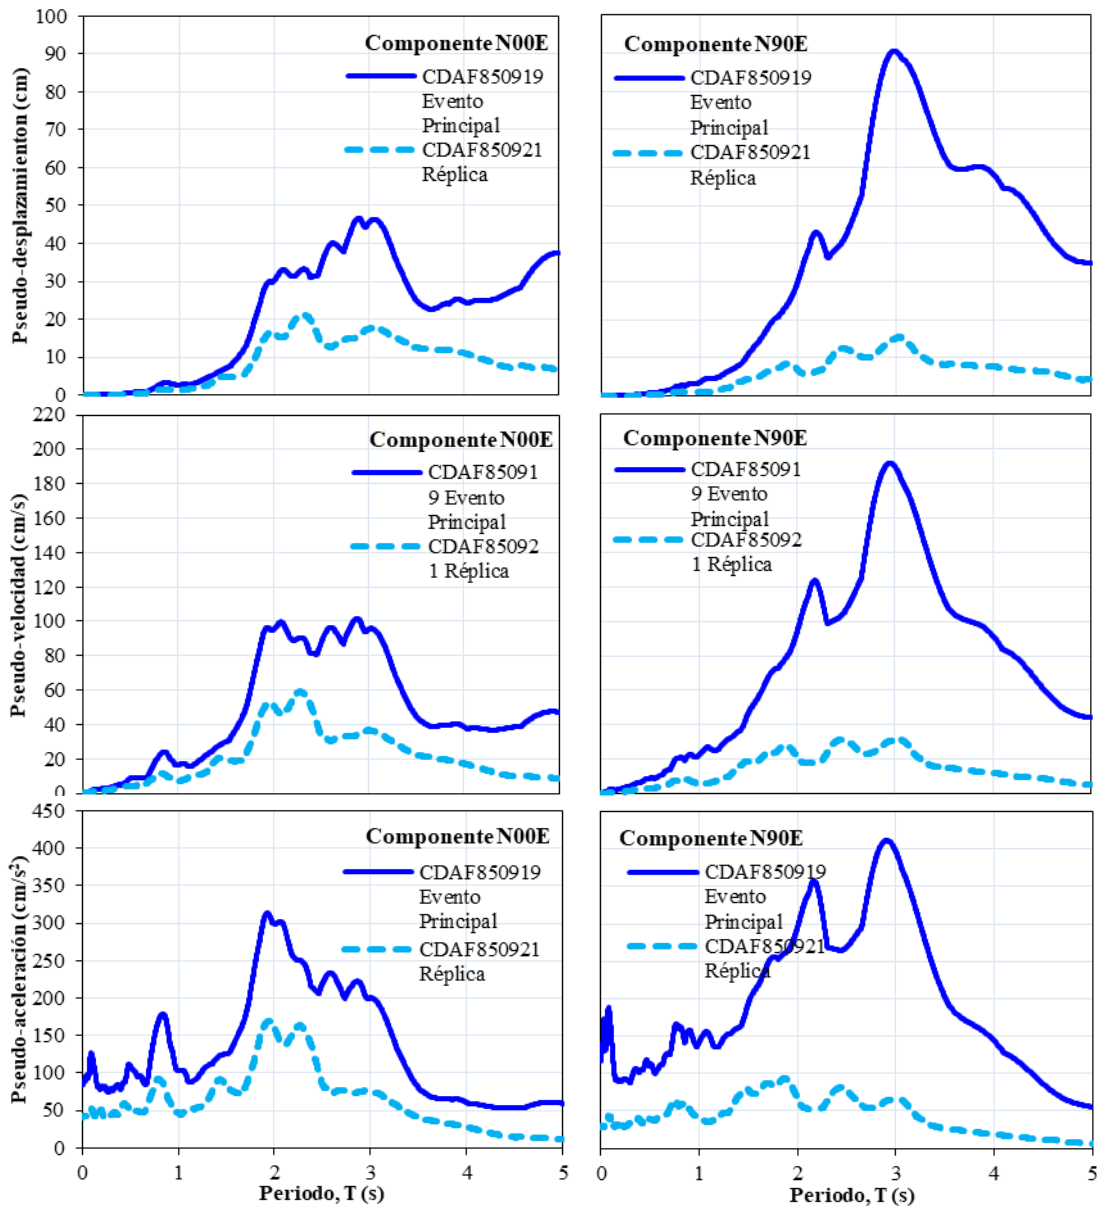 Pseudo-desplazamienton (cm)
100
90
80
70
60
50
40
30
20
10
0
Componente N00E
CDAF850919
Evento
Principal
CDAF850921
Réplica
Componente N90E
CDAF850919
Evento
Principal
CDAF850921
Réplica
Pseudo-velocidad (cm/s)
220
200
180
160
140
120
100
80
60
40
20
0
Componente N00E
CDAF85091
9 Evento
Principal
CDAF85092
1 Réplica
Componente N90E
CDAF85091
9 Evento
Principal
CDAF85092
1 Réplica
Pseudo-aceleración (cm/s²)
450
400
350
300
250
200
150
100
50
0
Componente N00E
CDAF850919
Evento
Principal
CDAF850921
Réplica
0 1 2 3 4 5
Periodo, T (s)
Componente N90E
CDAF850919
Evento
Principal
CDAF850921
Réplica
0 1 2 3 4 5
Periodo, T (s)